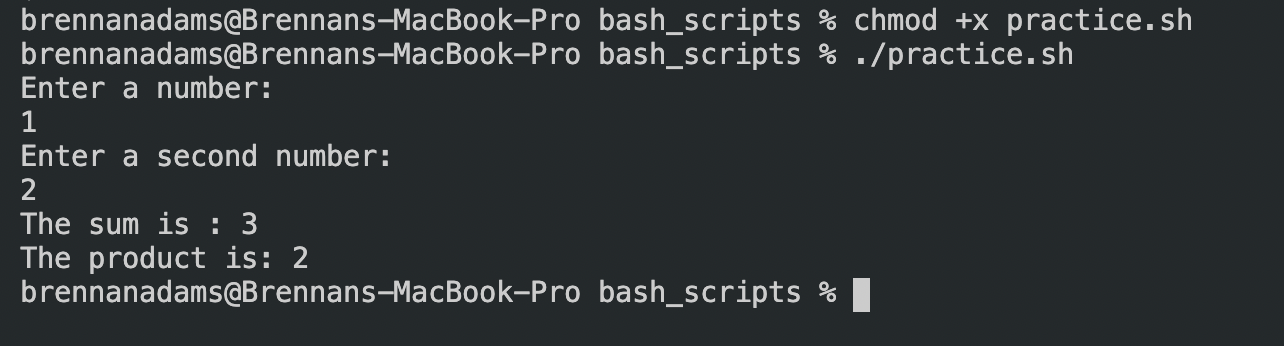 brennanadams@Brennans-MacBook-Pro bash_scripts % chmod +x practice.sh
brennanadams@Brennans-MacBook-Pro bash_scripts % ./practice.sh
Enter a number:
1
Enter a second number:
2
The sum is : 3
The product is: 2
brennanadams@Brennans-MacBook-Pro bash_scripts %